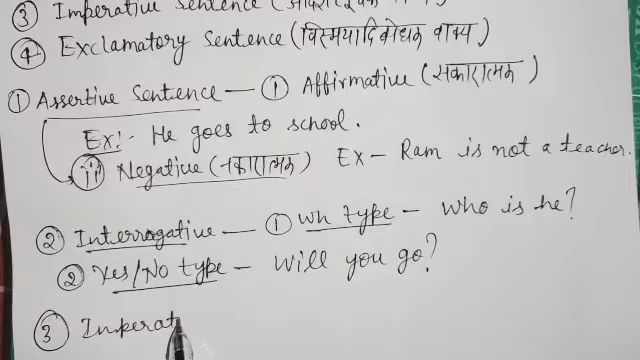 ③ Imperative Sentence (
④ Exclamatory Sentence (विस्मयादिबोधक वाक्य)
① Assertive Sentence — ① Affirmative (सकारात्मक)
Ex:- He goes to school.
ⅱ Negative (नकारात्मक) Ex – Ram is not a teacher.
② Interrogative — ① Wh type – Who is he?
② Yes/No type – Will you go?
③ Imperat